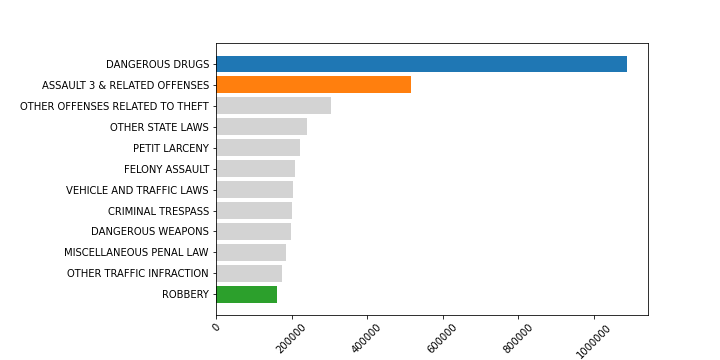 DANGEROUS DRUGS
ASSAULT 3 & RELATED OFFENSES
OTHER OFFENSES RELATED TO THEFT
OTHER STATE LAWS
PETIT LARCENY
FELONY ASSAULT
VEHICLE AND TRAFFIC LAWS
CRIMINAL TRESPASS
DANGEROUS WEAPONS
MISCELLANEOUS PENAL LAW
OTHER TRAFFIC INFRACTION
ROBBERY
0
200000
400000
600000
800000
1000000